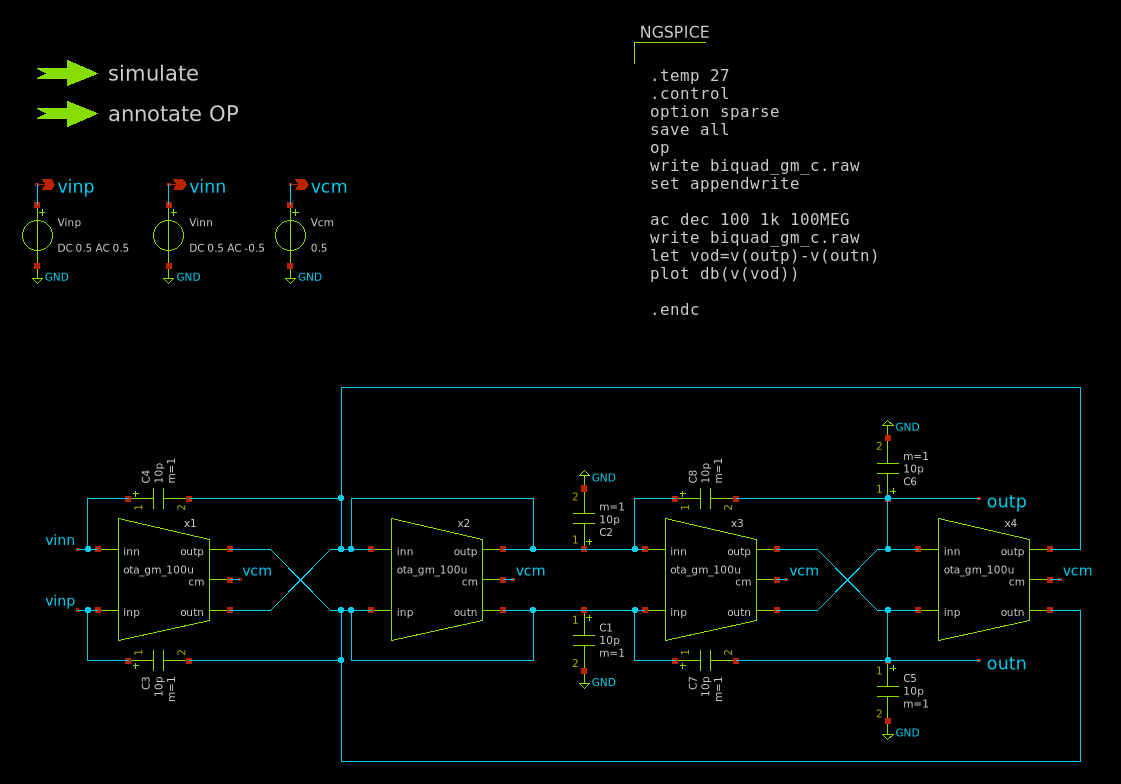 NGSPICE
simulate
annotate OP
.temp 27
.control
option sparse
save all
op
write biquad_gm_c.raw
set appendwrite
ac dec 100 1k 100MEG
write biquad_gm_c.raw
let vod=v(outp)-v(outn)
plot db(v(vod))
.endc
vinp
vinn
vcm
+
+
+
Vinp
Vinn
Vcm
DC 0.5 AC 0.5
DC 0.5 AC -0.5
0.5
GND
GND
GND
GND
2
m=1
10p
C6
1
+
C4
10p
m=1
+
1
2
GND
2
m=1
10p
C2
1
+
C8
10p
m=1
+
1
2
outp
x1
x2
x3
x4
vinn
inn
outp
ota_gm_100u
cm
vcm
inp
outn
inn
outp
ota_gm_100u
cm
vcm
inp
outn
inn
outp
ota_gm_100u
cm
vcm
inp
outn
inn
outp
ota_gm_100u
cm
vcm
inp
outn
vinp
1
+
C1
10p
m=1
2
GND
1
2
+
C3
10p
m=1
1
2
+
C7
10p
m=1
outn
1
+
C5
10p
m=1
2
GND